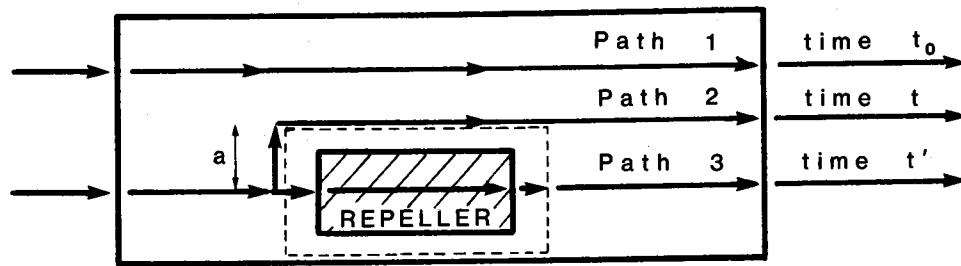 Path 1 time t₀
Path 2 time t
a
Path 3 time t'
REPELLER